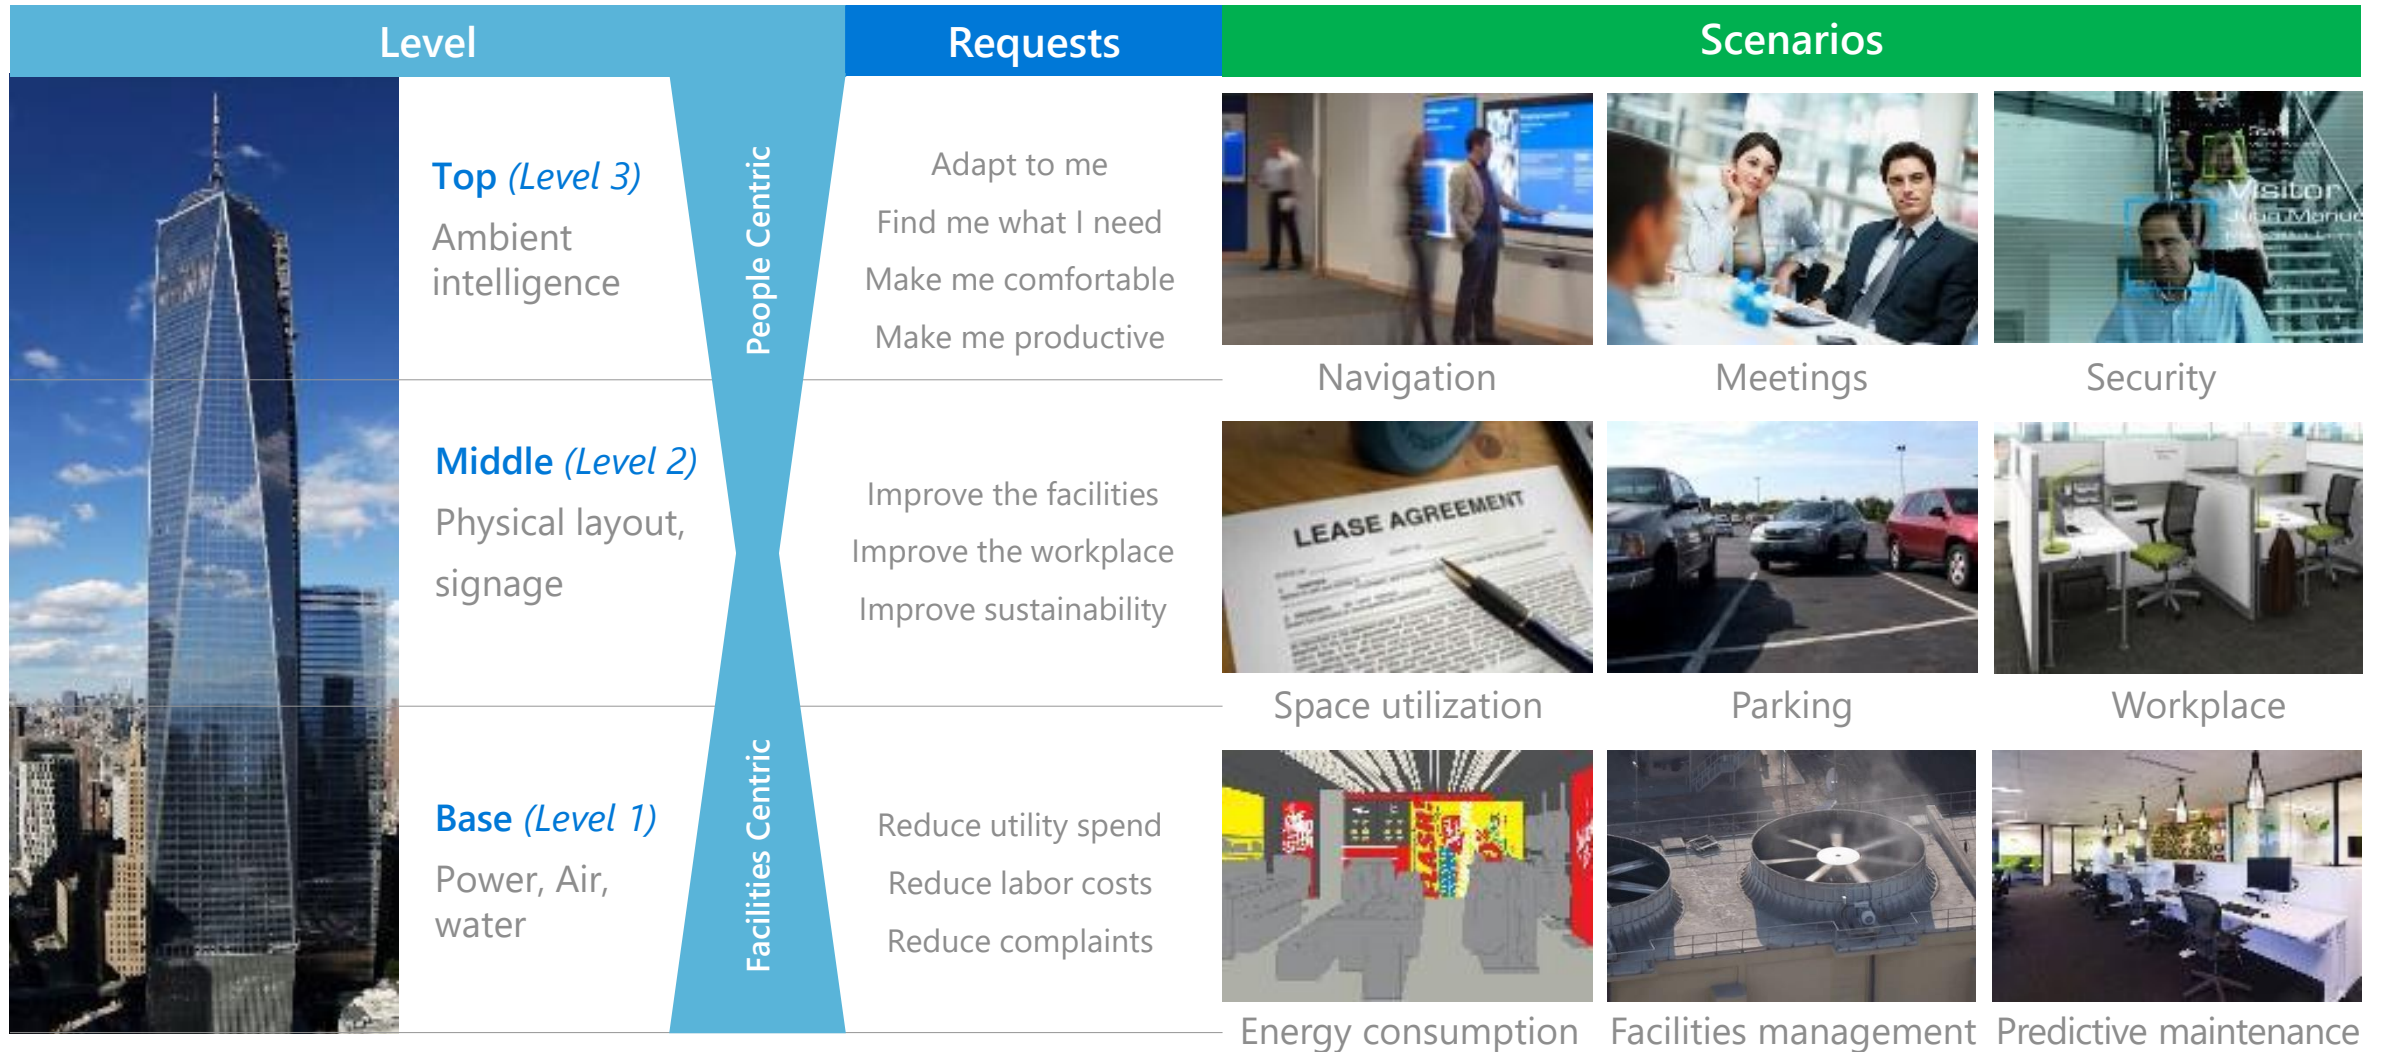 Level
Requests
Scenarios
Top (Level 3)
Ambient
intelligence
People Centric
Adapt to me
Find me what I need
Make me comfortable
Make me productive
Visitor
Navigation
Meetings
Security
Middle (Level 2)
Physical layout,
signage
Improve the facilities
Improve the workplace
Improve sustainability
LEASE AGREEMENT
Space utilization
Parking
Workplace
Base (Level 1)
Power, Air,
water
Facilities Centric
Reduce utility spend
Reduce labor costs
Reduce complaints
FLASH
Energy consumption
Facilities management
Predictive maintenance